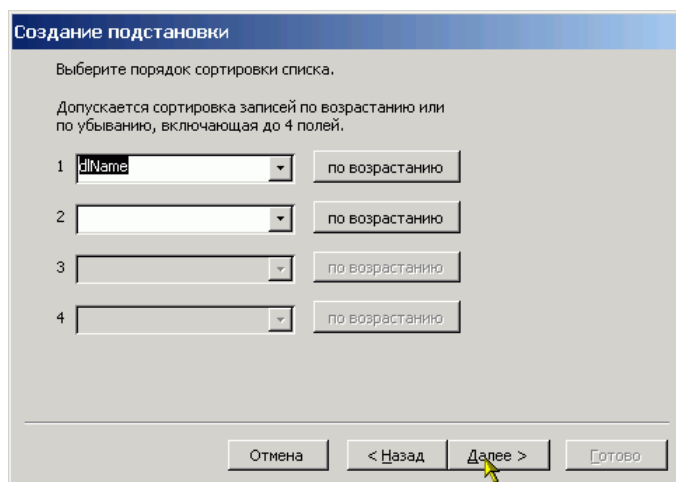 Создание подстановки
Выберите порядок сортировки списка.
Допускается сортировка записей по возрастанию или
по убыванию, включающая до 4 полей.
1 dlName по возрастанию
2 по возрастанию
3 по возрастанию
4 по возрастанию
Отмена < Назад Далее > Готово